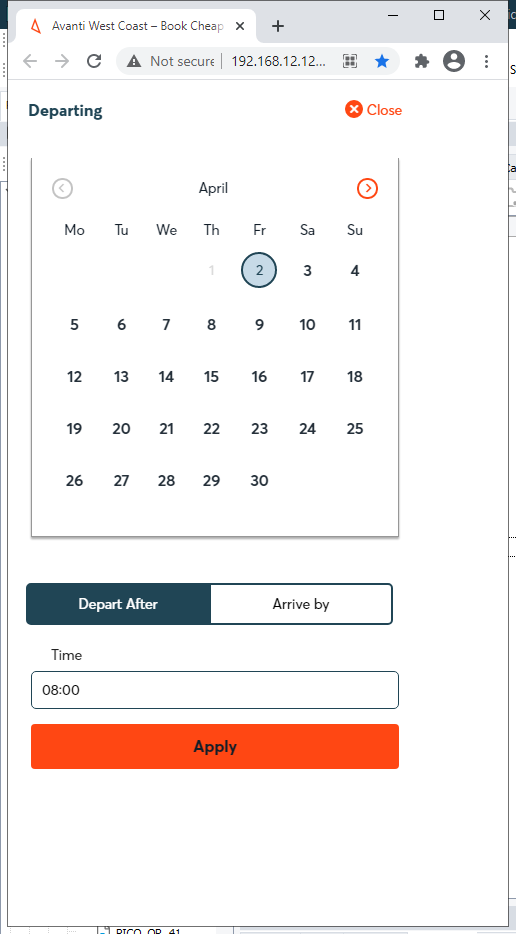 Avanti West Coast – Book Cheap
Not secure
192.168.12.12...
Departing
Close
April
Mo Tu We Th Fr Sa Su
1 2 3 4
5 6 7 8 9 10 11
12 13 14 15 16 17 18
19 20 21 22 23 24 25
26 27 28 29 30
Depart After
Arrive by
Time
08:00
Apply